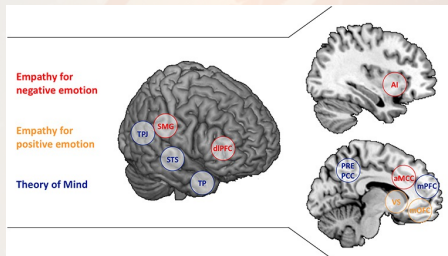 Empathy for
negative emotion
Empathy for
positive emotion
Theory of Mind
TPJ
SMG
STS
dlPFC
TP
AI
PRE
PCC
aMCC
mPFC
VS
mOFC